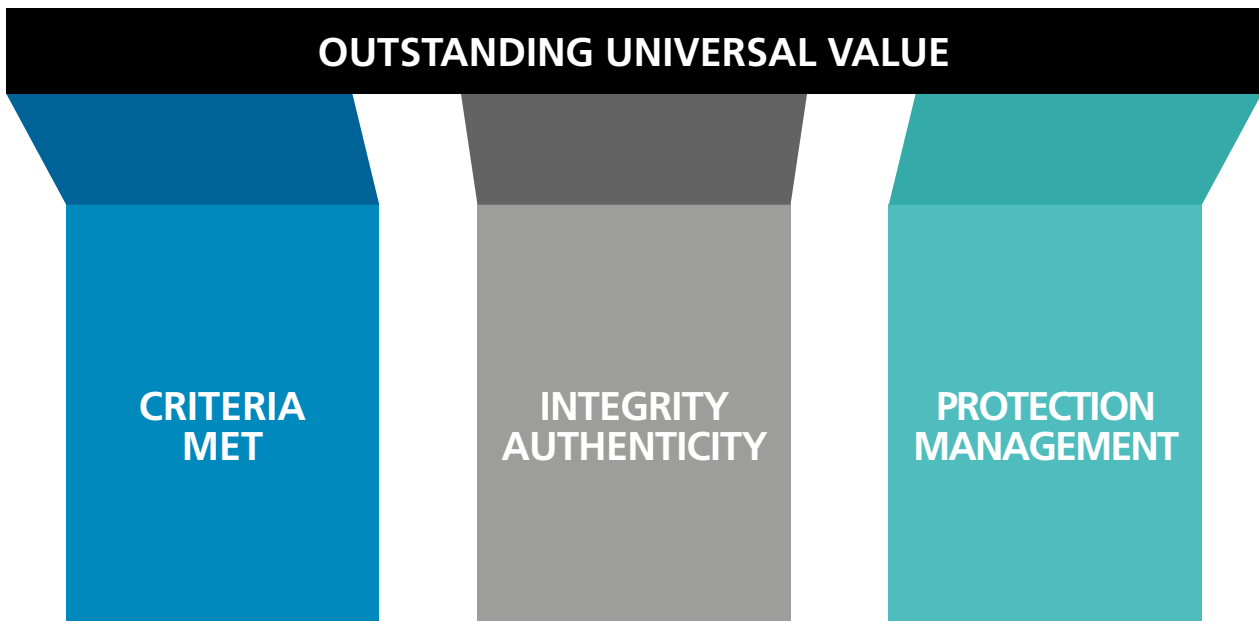 OUTSTANDING UNIVERSAL VALUE
CRITERIA
MET
INTEGRITY
AUTHENTICITY
PROTECTION
MANAGEMENT